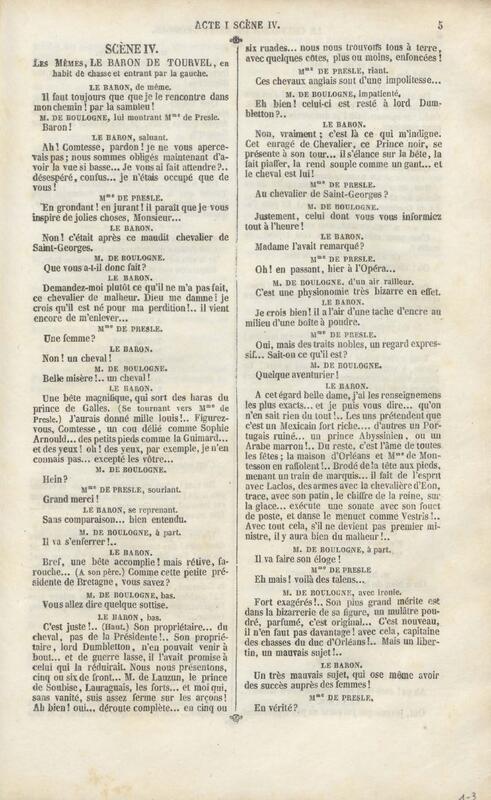 ACTE I SCÈNE IV.
5
SCÈNE IV.
LES MÊMES, LE BARON DE TOURVEL, en
habit de chasse et entrant par la gauche.
LE BARON, de même.
Il faut toujours que que je le rencontre dans
mon chemin! par la sambleu!
M. DE BOULOGNE, lui montrant Mme de Presle.
Baron!
LE BARON, saluant.
Ah! Comtesse, pardon! je ne vous aperce-
vais pas; nous sommes obligés maintenant d'a-
voir la vue si basse... Je vous ai fait attendre?..
désespéré, confus... je n'étais occupé que de
vous!
Mme DE PRESLE.
En grondant! en jurant! il paraît que je vous
inspire de jolies choses, Monsieur...
LE BARON.
Non! c'était après ce maudit chevalier de
Saint-Georges.
M. DE BOULOGNE.
Que vous a-t-il donc fait?
LE BARON.
Demandez-moi plutôt ce qu'il ne m'a pas fait,
ce chevalier de malheur. Dieu me damne! je
crois qu'il est né pour ma perdition!.. il vient
encore de m'enlever...
Mme DE PRESLE.
Une femme?
LE BARON.
Non! un cheval!
M. DE BOULOGNE.
Belle misère!.. un cheval!
LE BARON.
Une bête magnifique, qui sort des haras du
prince de Galles. (Se tournant vers Mme de
Presle.) J'aurais donné mille louis!.. Figurez-
vous, Comtesse, un cou délié comme Sophie
Arnould... des petits pieds comme la Guimard...
et des yeux! oh! des yeux, par exemple, je n'en
connais pas... excepté les vôtre...
M. DE BOULOGNE.
Hein?
Mme DE PRESLE, souriant.
Grand merci!
LE BARON, se reprenant.
Sans comparaison... bien entendu.
M. DE BOULOGNE, à part.
Il va s'enferrer!..
LE BARON.
Bref, une bête accomplie! mais rétive, fa-
rouche... (A son père.) Comme cette petite pré-
sidente de Bretagne, vous savez?
M. DE BOULOGNE, bas.
Vous allez dire quelque sottise.
LE BARON, bas.
C'est juste!.. (Haut.) Son propriétaire... du
cheval, pas de la Présidente!.. Son proprié-
taire, lord Dumbletton, n'en pouvait venir à
bout... et de guerre lasse, il l'avait promise à
celui qui la réduirait. Nous nous présentons,
cinq ou six de front... M. de Lauzun, le prince
de Soubise, Lauraguais, les forts... et moi qui,
sans vanité, suis assez ferme sur les arçons!
Ah bien! oui... déroute complète... en cinq ou
six ruades... nous nous trouvons tous à terre,
avec quelques côtes, plus ou moins, enfoncées!
Mme DE PRESLE, riant.
Ces chevaux anglais sont d'une impolitesse...
M. DE BOULOGNE, impatienté,
Eh bien! celui-ci est resté à lord Dum-
bletton?..
LE BARON.
Non, vraiment; c'est là ce qui m'indigne.
Cet enragé de Chevalier, ce Prince noir, se
présente à son tour... il s'élance sur la bête, la
fait piaffer, la rend souple comme un gant... et
le cheval est lui!
Mme DE PRESLE.
Au chevalier de Saint-Georges?
M. DE BOULOGNE.
Justement, celui dont vous vous informiez
tout à l'heure!
LE BARON.
Madame l'avait remarqué?
Mme DE PRESLE.
Oh! en passant, hier à l'Opéra...
M. DE BOULOGNE. d'un air railleur.
C'est une physionomie très bizarre en effet.
LE BARON.
Je crois bien! il a l'air d'une tache d'encre au
milieu d'une boîte à poudre.
Mme DE PRESLE.
Oui, mais des traits nobles, un regard expres-
sif... Sait-on ce qu'il est?
M. DE BOULOGNE.
Quelque aventurier!
LE BARON.
A cet égard belle dame, j'ai les renseignemens
les plus exacts... et je puis vous dire... qu'on
n'en sait rien du tout!.. Les uns prétendent que
c'est un Mexicain fort riche.... d'autres un Por-
tugais ruiné... un prince Abyssinien, ou un
Arabe marron!.. Du reste, c'est l'âme de toutes
les fêtes; la maison d'Orléans et Mme de Mon-
tesson en raffolent!.. Brodé de la tête aux pieds,
menant un train de marquis... il fait de l'esprit
avec Laclos, des armes avec la chevalière d'Eon,
trace, avec son patin, le chiffre de la reine, sur
la glace... exécute une sonate avec son fouet
de poste, et danse le menuet comme Vestris!..
Avec tout cela, s'il ne devient pas premier mi-
nistre, il y aura bien du malheur!..
M. DE BOULOGNE, à part.
Il va faire son éloge!
Mme DE PRESLE
Eh mais! voilà des talens...
M. DE BOULOGNE, avec ironie.
Fort exagérés!.. Son plus grand mérite est
dans la bizarrerie de sa figure, un mulâtre pou-
dré, parfumé, c'est original... C'est nouveau,
il n'en faut pas davantage! avec cela, capitaine
des chasses du duc d'Orléans!.. Mais un liber-
tin, un mauvais sujet!..
LE BARON.
Un très mauvais sujet, qui ose même avoir
des succès auprès des femmes!
Mme DE PRESLE,
En vérité?
1-3